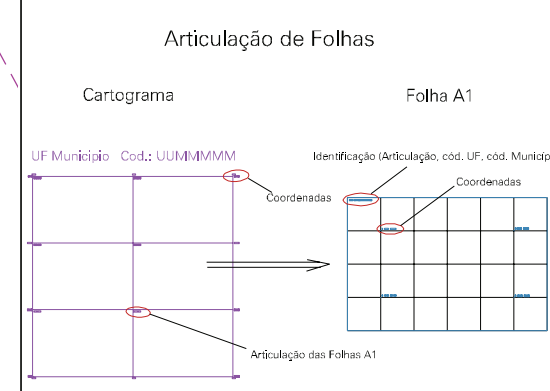 Articulação de Folhas
Cartograma
Folha A1
UF Municipio Cod.: UUMMMMM
Identificação (Articulação, cód. UF, cód. Municíp
Coordenadas
Coordenadas
Articulação das Folhas A1